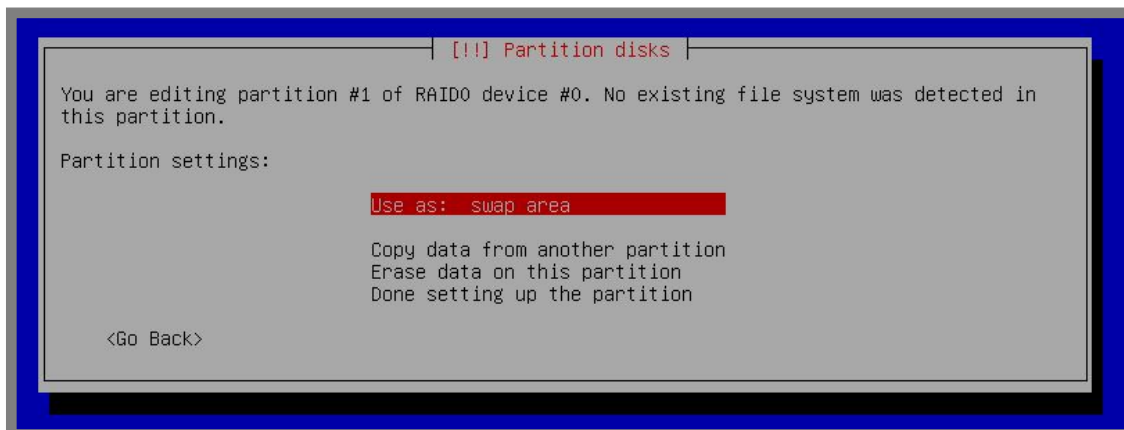 [!!] Partition disks
You are editing partition #1 of RAID0 device #0. No existing file system was detected in
this partition.
Partition settings:
Use as: swap area
Copy data from another partition
Erase data on this partition
Done setting up the partition
<Go Back>